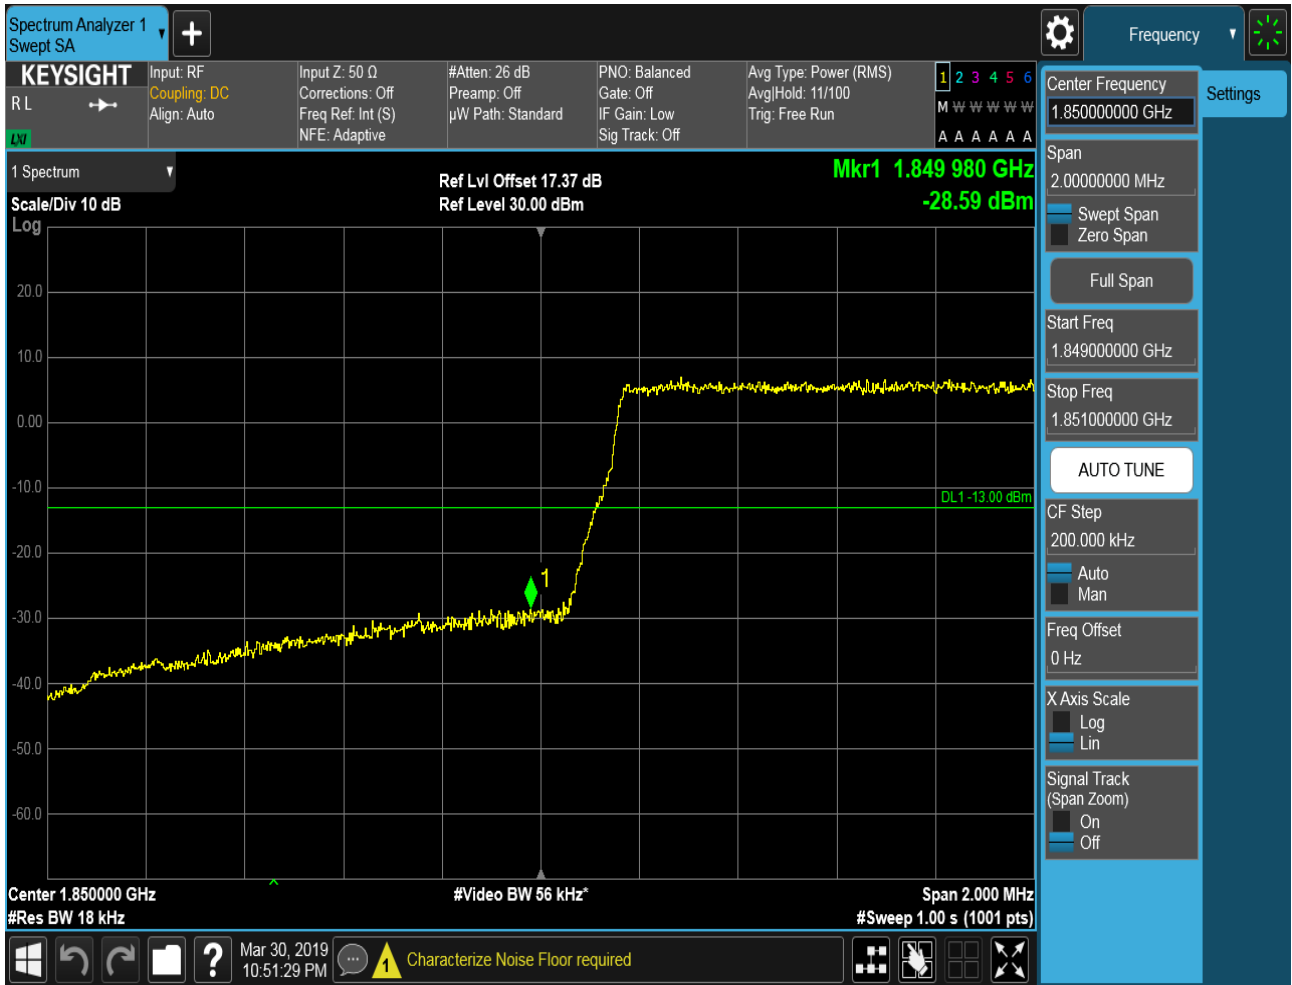 Spectrum Analyzer 1
Swept SA
+
Frequency
KEYSIGHT
R L
LXI
Input: RF
Coupling: DC
Align: Auto
Input Z: 50 Ω
Corrections: Off
Freq Ref: Int (S)
NFE: Adaptive
#Atten: 26 dB
Preamp: Off
µW Path: Standard
PNO: Balanced
Gate: Off
IF Gain: Low
Sig Track: Off
Avg Type: Power (RMS)
Avg|Hold: 11/100
Trig: Free Run
1 2 3 4 5 6
M W W W W W
A A A A A A
1 Spectrum
Scale/Div 10 dB
Log
Ref Lvl Offset 17.37 dB
Ref Level 30.00 dBm
Mkr1 1.849 980 GHz
-28.59 dBm
20.0
10.0
0.00
-10.0
-20.0
-30.0
-40.0
-50.0
-60.0
DL1 -13.00 dBm
1
Center 1.850000 GHz
#Res BW 18 kHz
#Video BW 56 kHz*
Span 2.000 MHz
#Sweep 1.00 s (1001 pts)
Center Frequency
1.850000000 GHz
Settings
Span
2.00000000 MHz
Swept Span
Zero Span
Full Span
Start Freq
1.849000000 GHz
Stop Freq
1.851000000 GHz
AUTO TUNE
CF Step
200.000 kHz
Auto
Man
Freq Offset
0 Hz
X Axis Scale
Log
Lin
Signal Track
(Span Zoom)
On
Off
?
Mar 30, 2019
10:51:29 PM
1
Characterize Noise Floor required